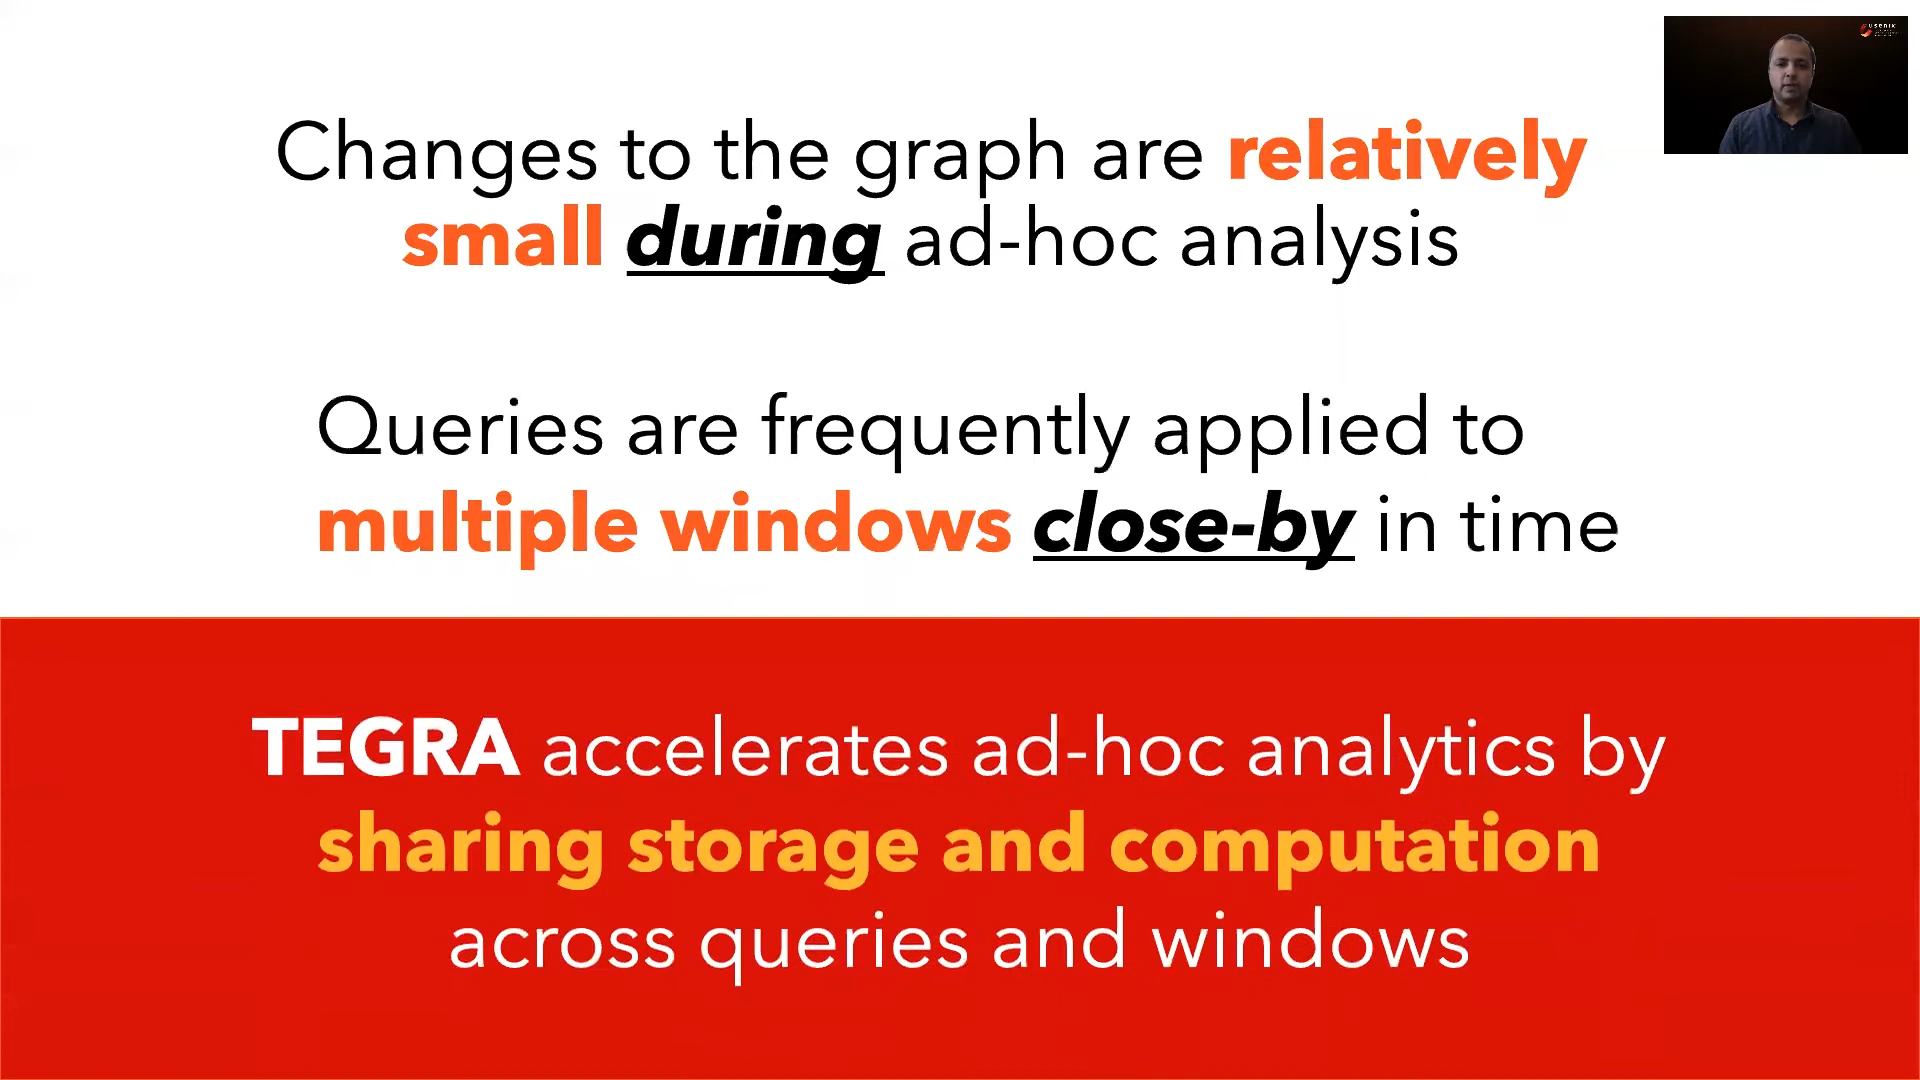 USENIX
Changes to the graph are relatively
small during ad-hoc analysis
Queries are frequently applied to
multiple windows close-by in time
TEGRA accelerates ad-hoc analytics by
sharing storage and computation
across queries and windows